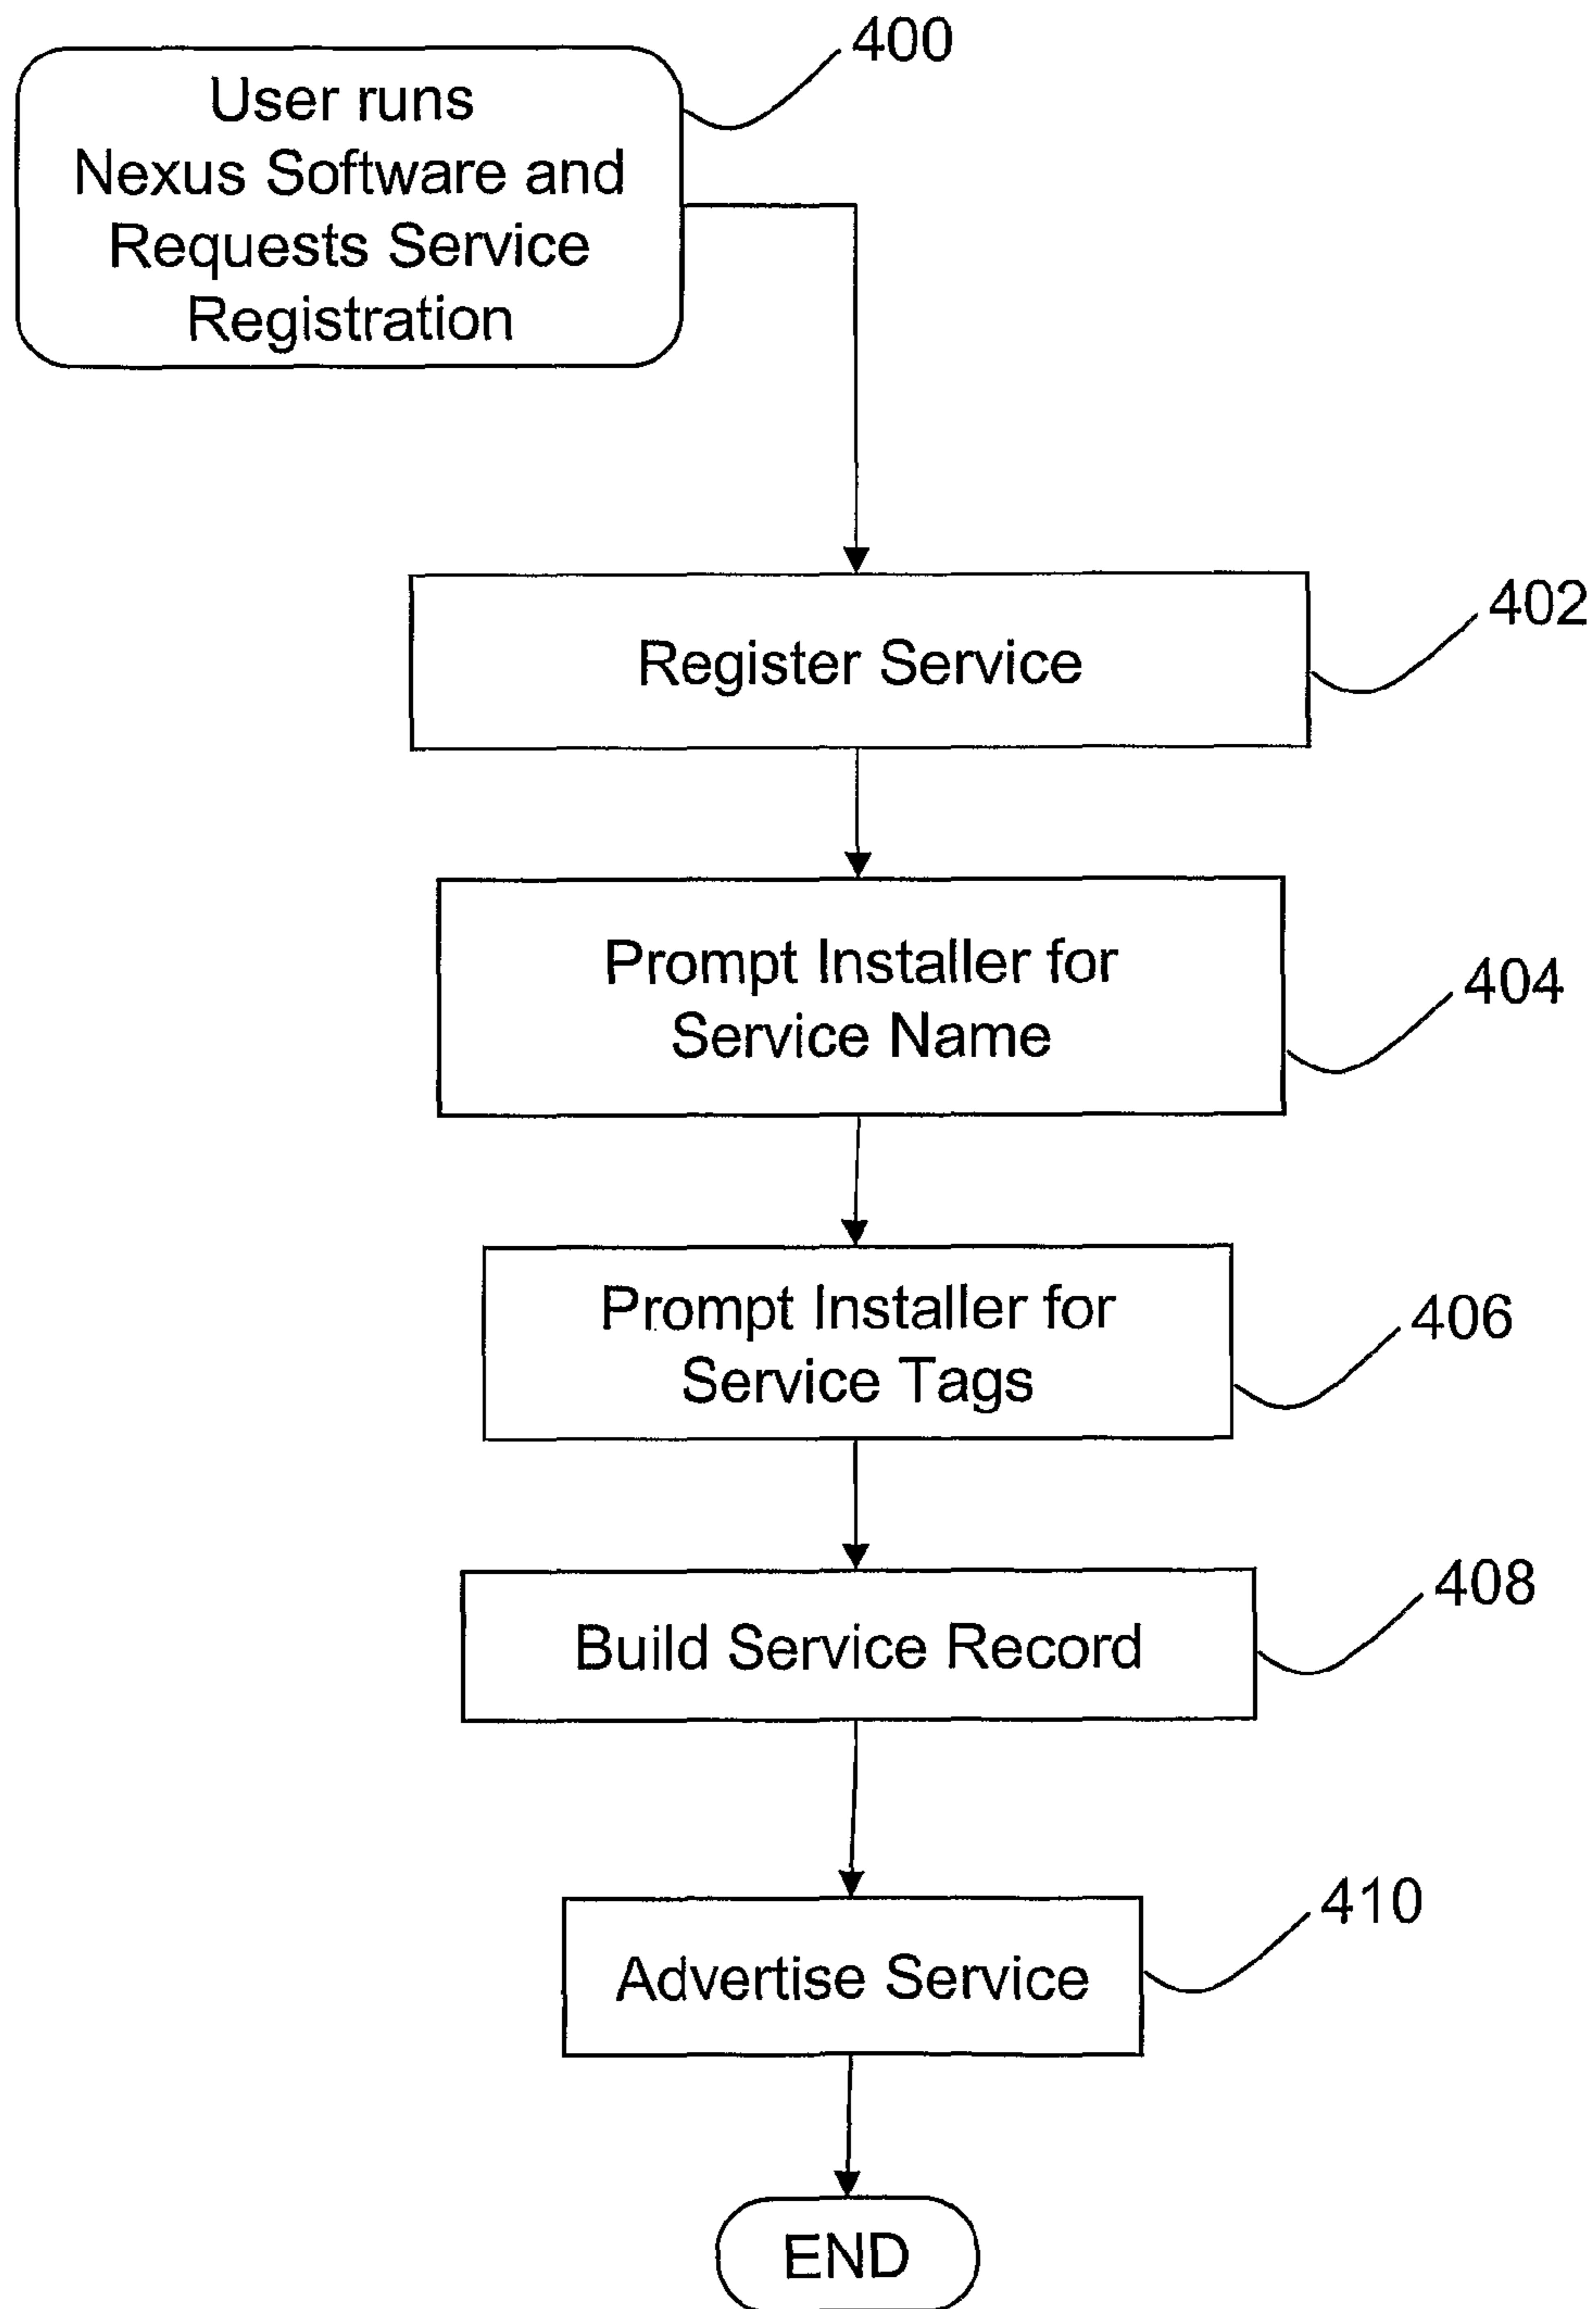 400
User runs
Nexus Software and
Requests Service
Registration
402
Register Service
Prompt Installer for
Service Name
404
Prompt Installer for
Service Tags
406
408
Build Service Record
410
Advertise Service
END